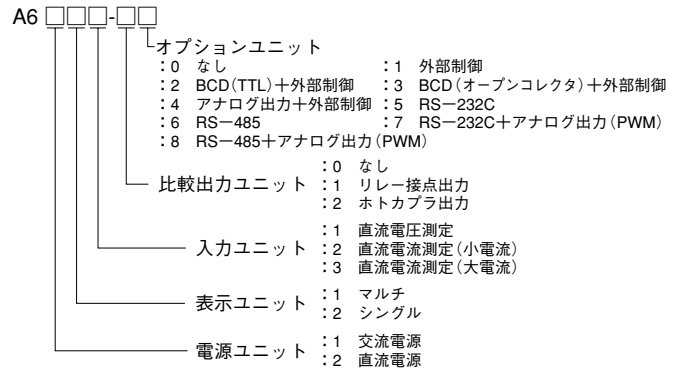 A6 □□□-□□
オプションユニット
:0 なし :1 外部制御
:2 BCD(TTL)+外部制御 :3 BCD(オープンコレクタ)+外部制御
:4 アナログ出力+外部制御 :5 RS−232C
:6 RS−485 :7 RS−232C+アナログ出力(PWM)
:8 RS−485+アナログ出力(PWM)
比較出力ユニット :0 なし
:1 リレー接点出力
:2 ホトカプラ出力
入力ユニット :1 直流電圧測定
:2 直流電流測定(小電流)
:3 直流電流測定(大電流)
表示ユニット :1 マルチ
:2 シングル
電源ユニット :1 交流電源
:2 直流電源